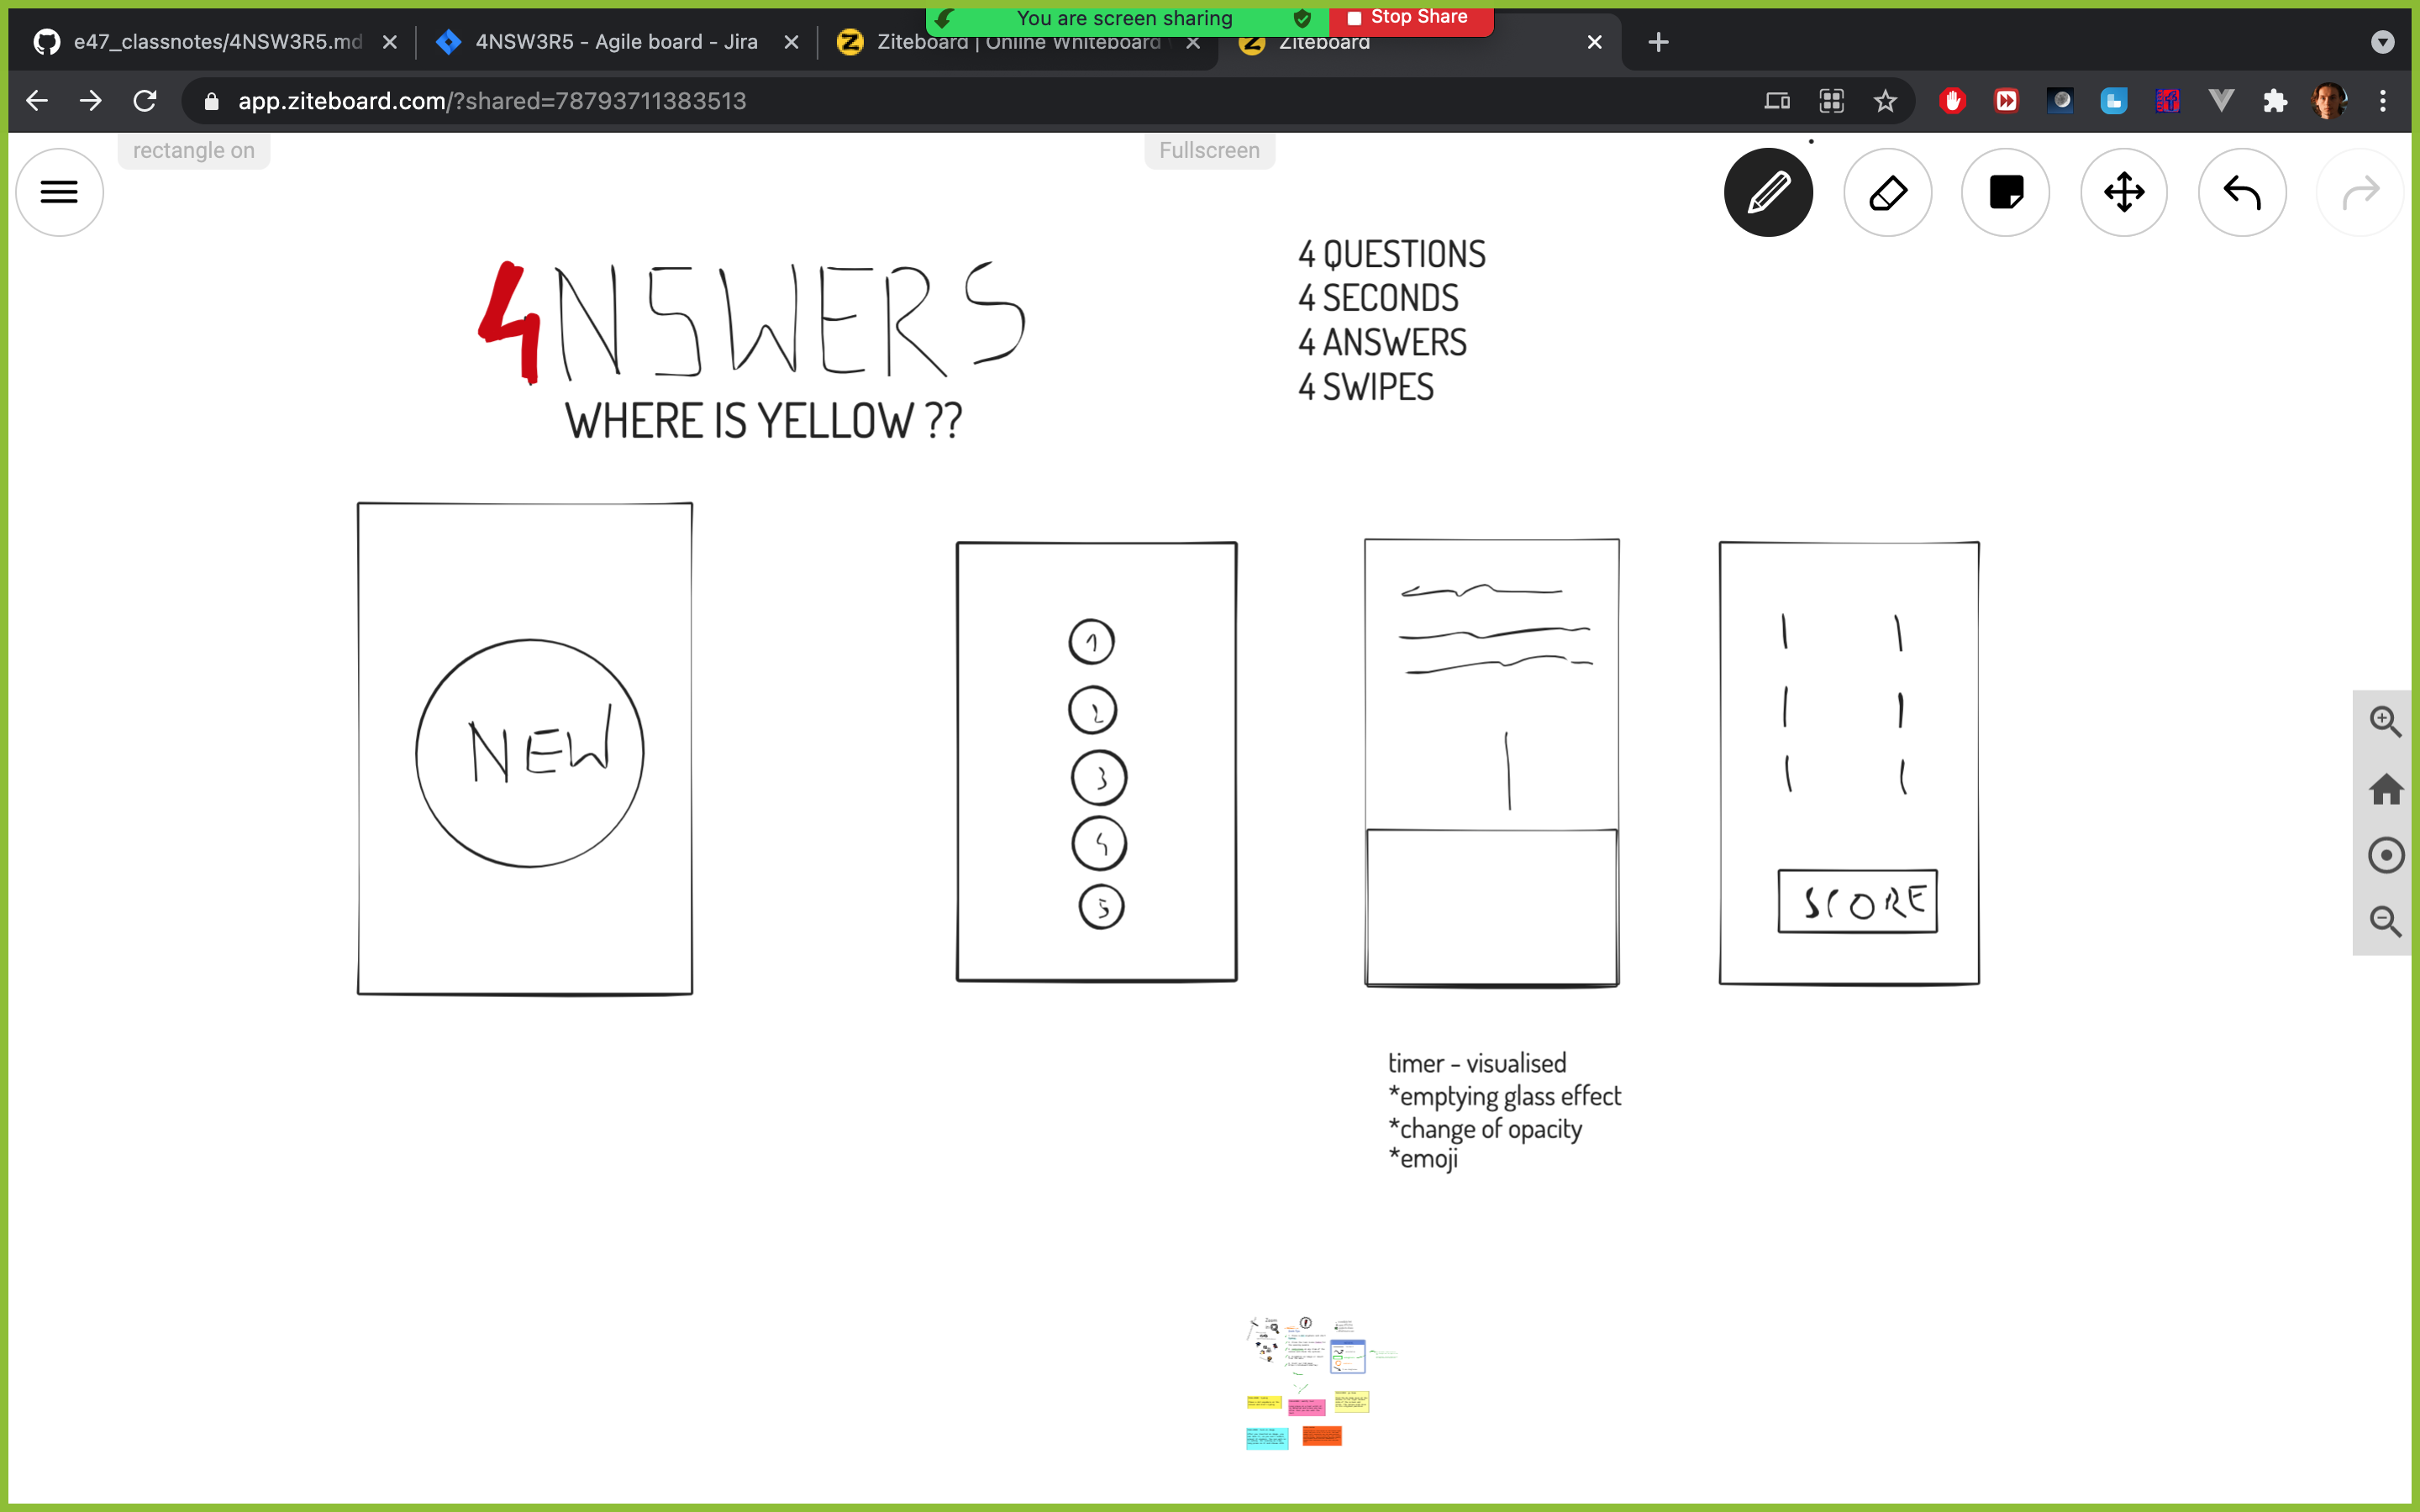 You are screen sharing
Stop Share
e47_classnotes/4NSW3R5.md
4NSW3R5 - Agile board - Jira
Ziteboard | Online Whiteboard
Ziteboard
app.ziteboard.com/?shared=78793711383513
rectangle on
Fullscreen
4NSWERS
WHERE IS YELLOW ??
4 QUESTIONS
4 SECONDS
4 ANSWERS
4 SWIPES
NEW
1
2
3
4
5
SCORE
timer - visualised
*emptying glass effect
*change of opacity
*emoji